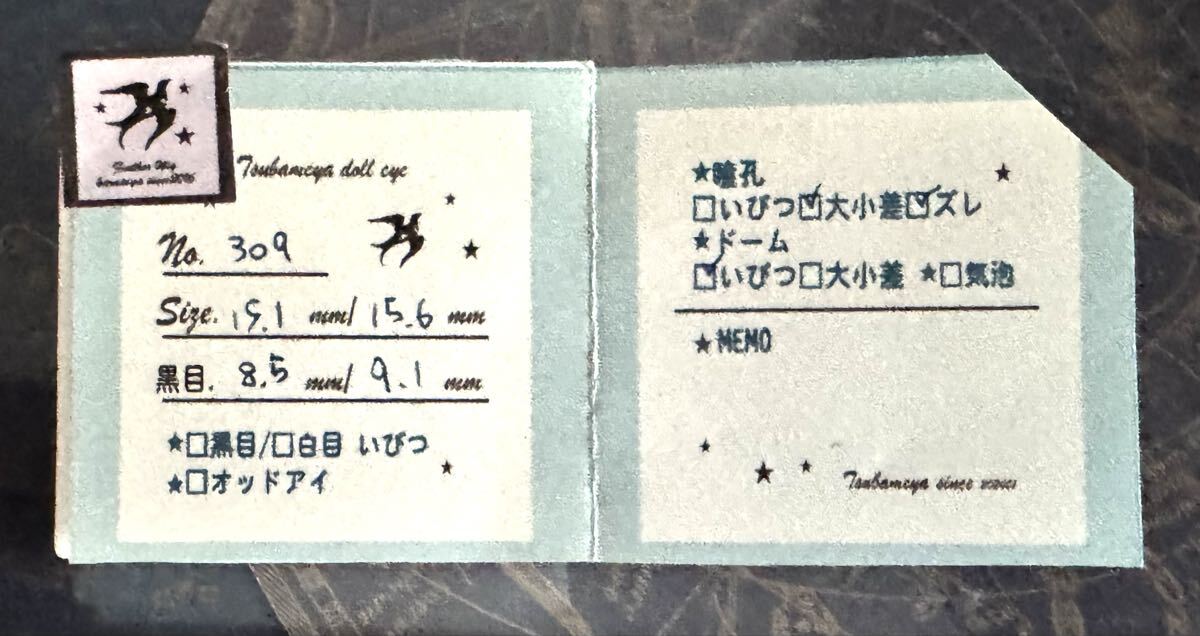 Tsubameya doll eye
No. 309
Size. 15.1 mm/ 15.6 mm
黒目. 8.5 mm/ 9.1 mm
★□黒目/□白目 いびつ
★□オッドアイ
★瞳孔
□いびつ☑大小差☑ズレ
★ドーム
☑いびつ□大小差 ★□気泡
★MEMO
Tsubameya since